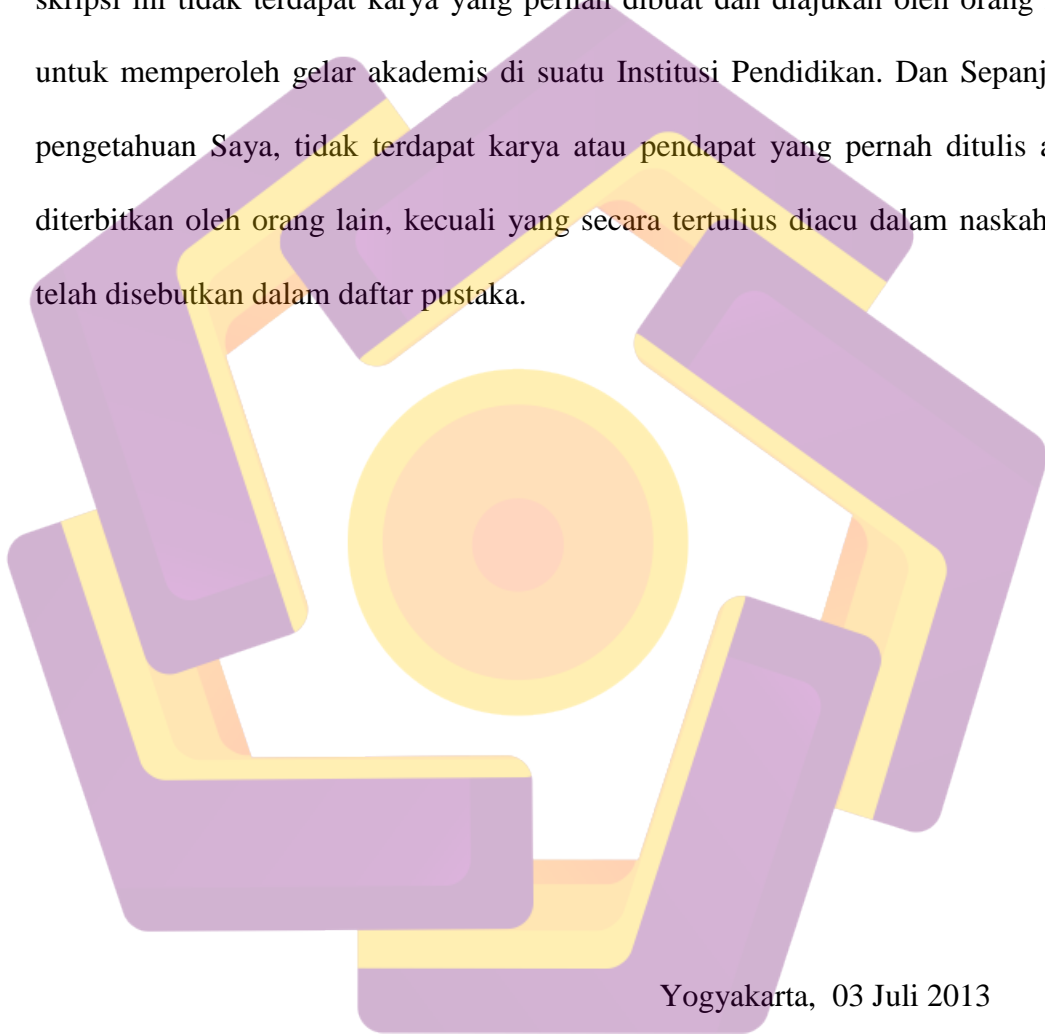 skripsi ini tidak terdapat karya yang pernah dibuat dan diajukan oleh orang
untuk memperoleh gelar akademis di suatu Institusi Pendidikan. Dan Sepanj
pengetahuan Saya, tidak terdapat karya atau pendapat yang pernah ditulis a
diterbitkan oleh orang lain, kecuali yang secara tertulius diacu dalam naskah
telah disebutkan dalam daftar pustaka.
Yogyakarta, 03 Juli 2013